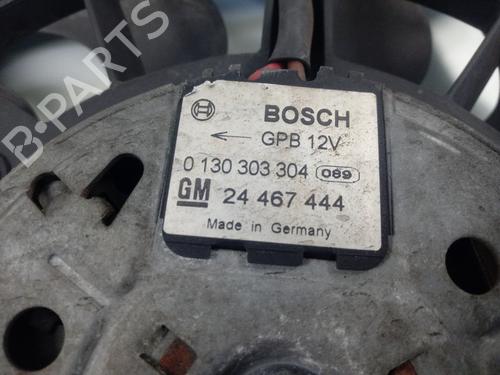 BOSCH
← GPB 12V
0 130 303 304 089
GM 24 467 444
Made in Germany
B-PARTS